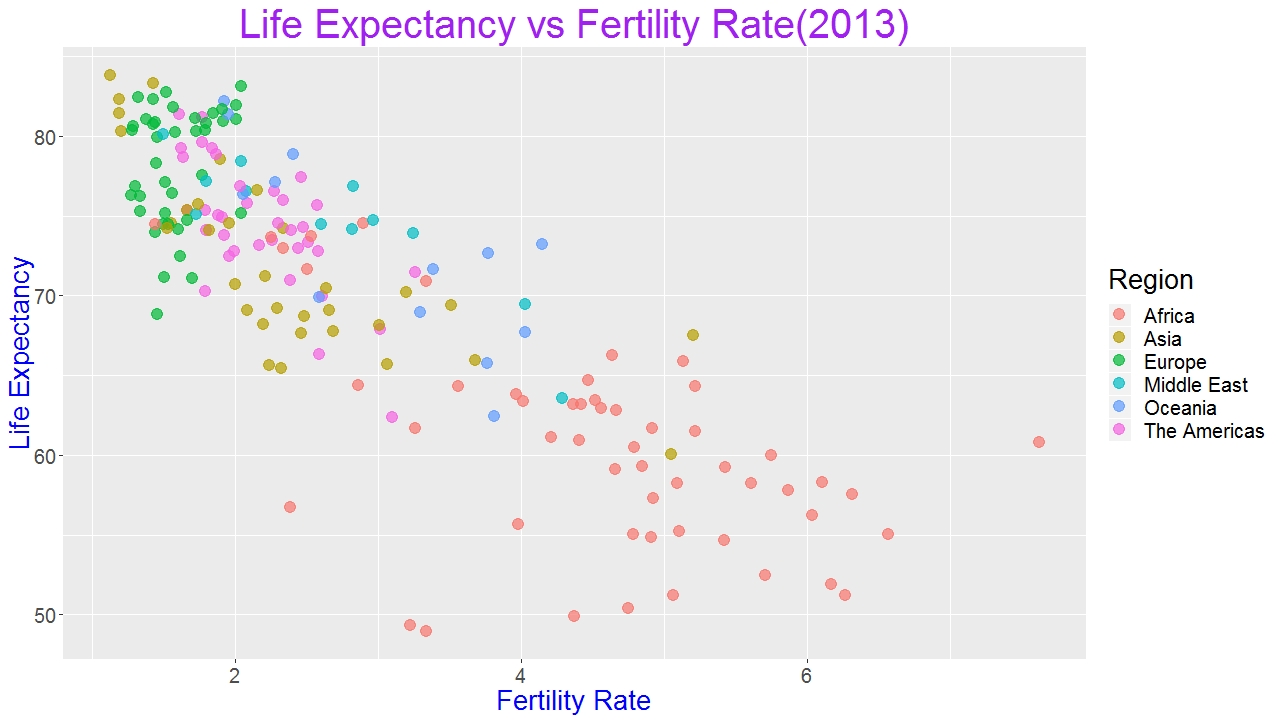 Life Expectancy vs Fertility Rate(2013)
Life Expectancy
80
70
60
50
2
4
6
Fertility Rate
Region
Africa
Asia
Europe
Middle East
Oceania
The Americas